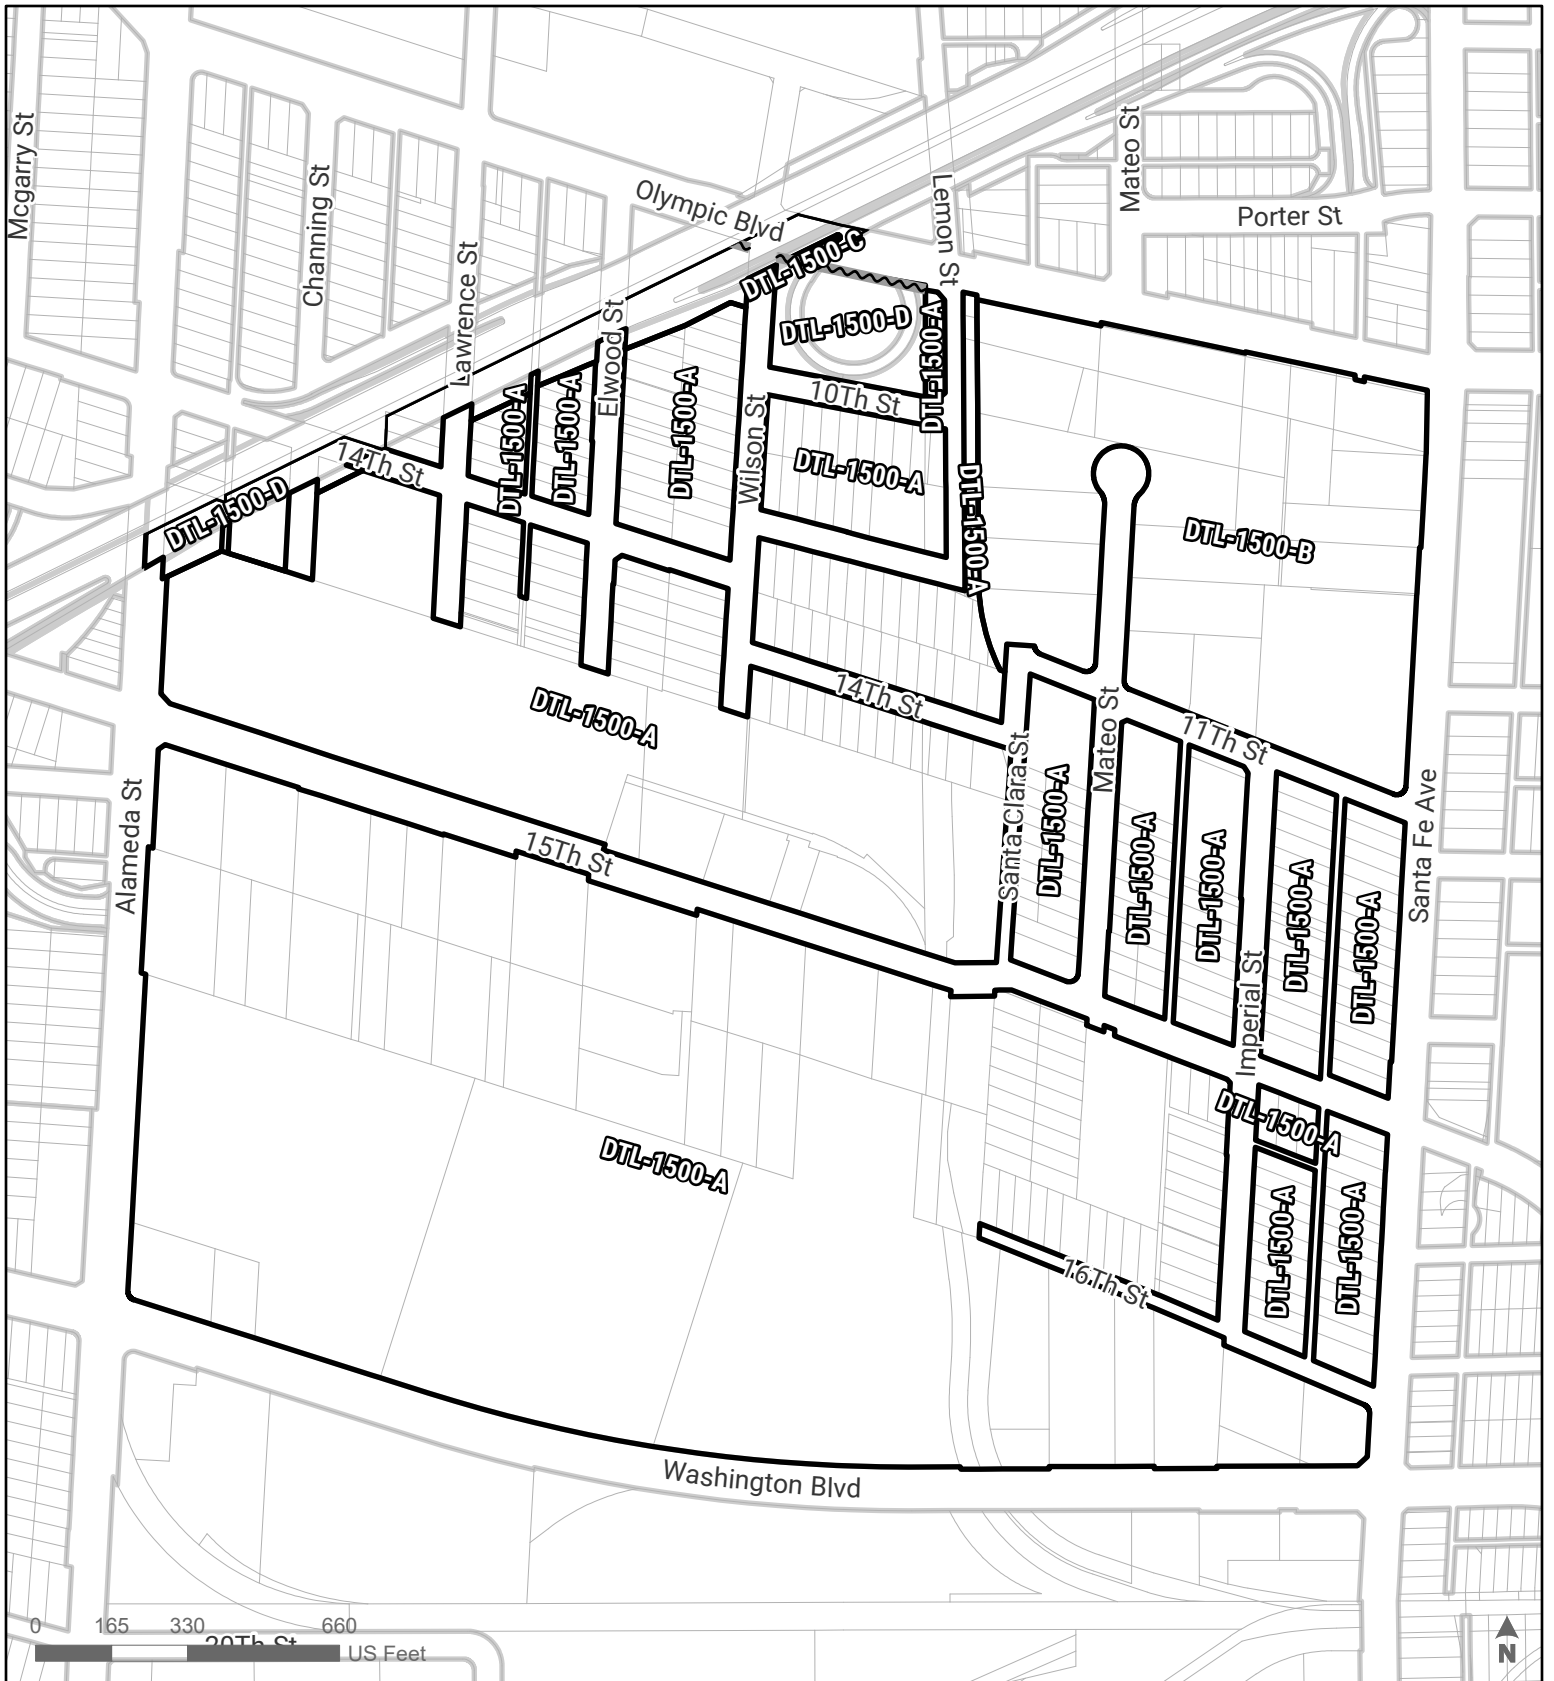 Mcgarry St
Channing St
Lawrence St
Olympic Blvd
Lemon St
Mateo St
Porter St
DTL-1500-C
DTL-1500-D
DTL-1500-A
Elwood St
10Th St
DTL-1500-A
DTL-1500-A
DTL-1500-A
Wilson St
DTL-1500-A
14Th St
DTL-1500-D
DTL-1500-A
DTL-1500-B
DTL-1500-A
14Th St
Mateo St
11Th St
Santa Clara St
DTL-1500-A
Santa Fe Ave
Alameda St
15Th St
DTL-1500-A
DTL-1500-A
DTL-1500-A
DTL-1500-A
Imperial St
DTL-1500-A
DTL-1500-A
DTL-1500-A
DTL-1500-A
16Th St
Washington Blvd
0 165 330 660
20Th St
US Feet
N